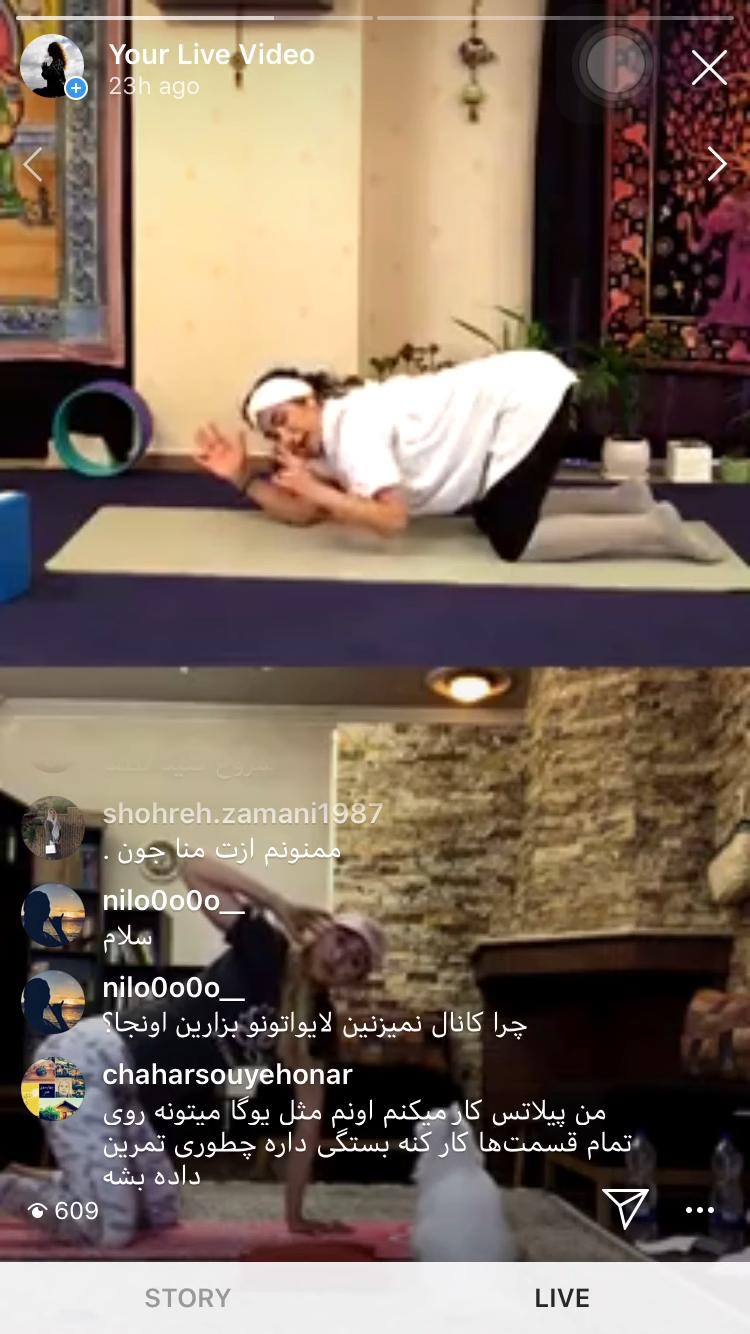 Your Live Video
23h ago
shohreh.zamani1987
ممنونم ازت منا جون .
nilo0o0o__
سلام
nilo0o0o__
چرا کانال نمیزنین لایواتونو بزارین اونجا؟
chaharsouyehonar
من پیلاتس کار میکنم اونم مثل یوگا میتونه روی
تمام قسمت‌ها کار کنه بستگی داره چطوری تمرین
داده بشه
609
STORY
LIVE